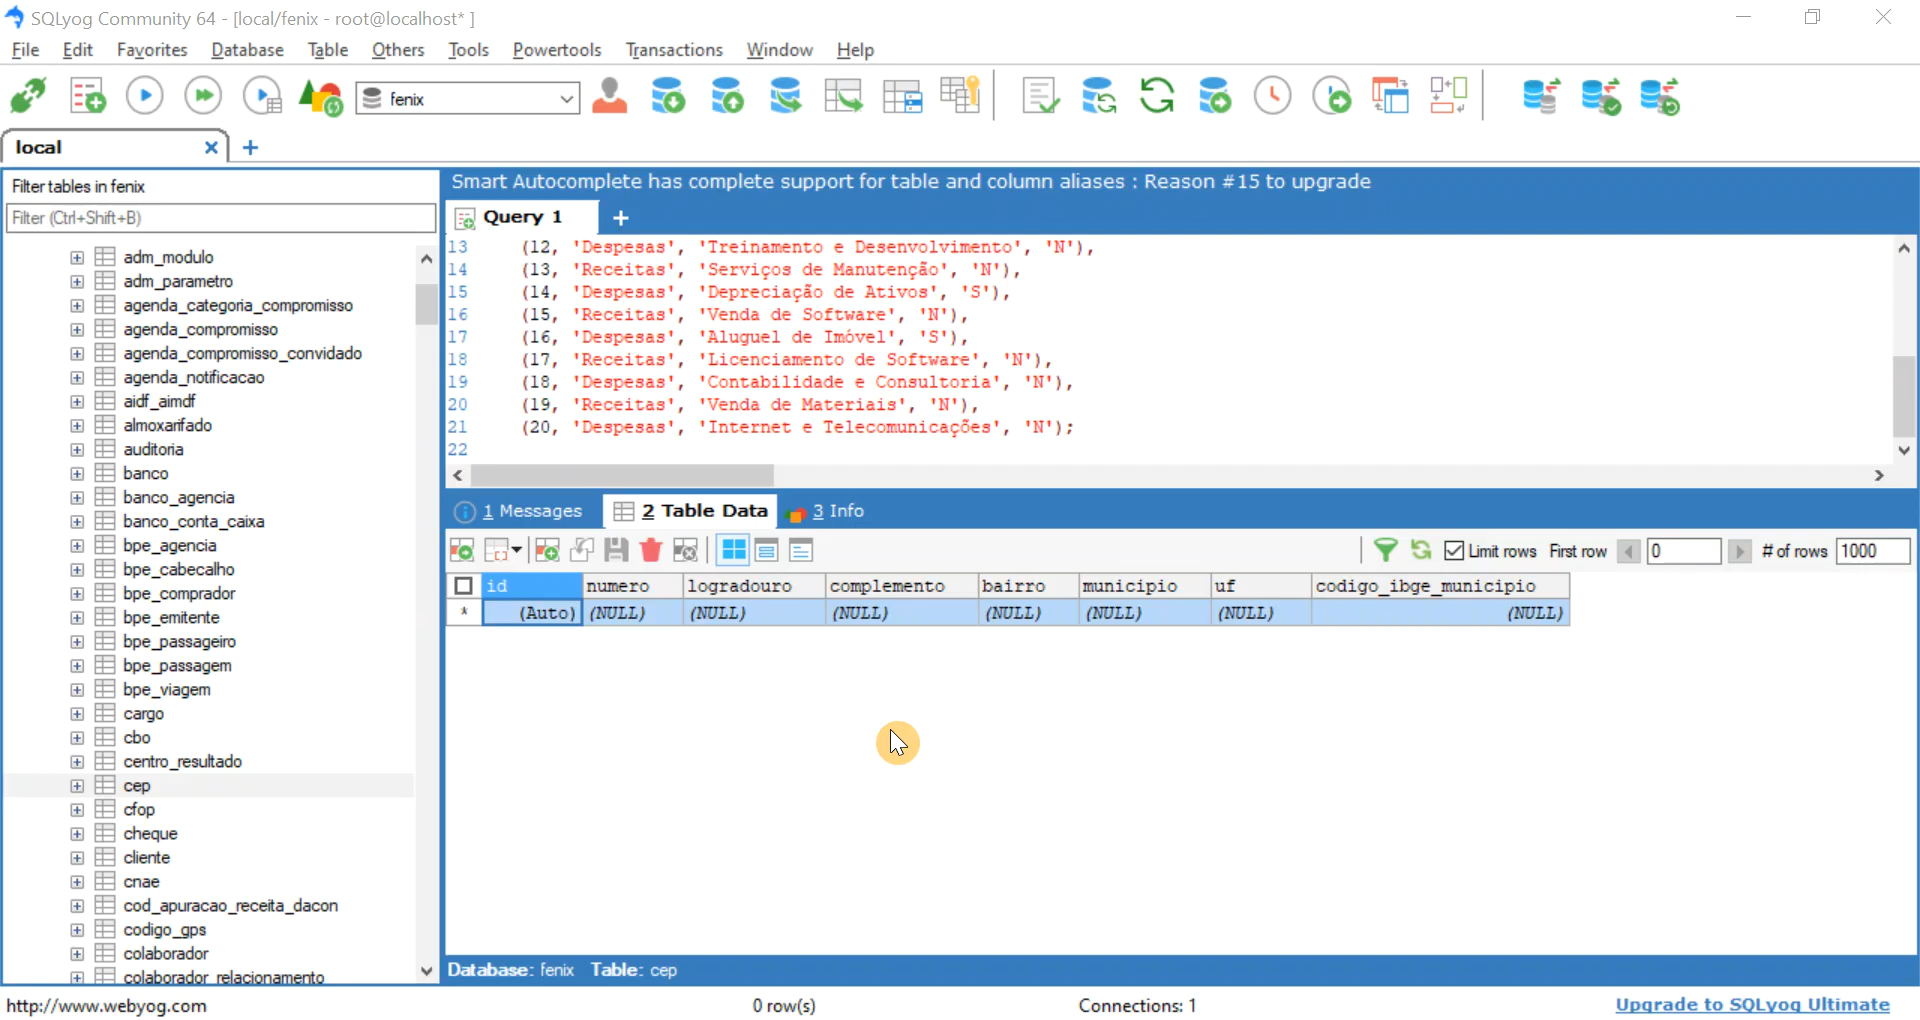 SQLyog Community 64 - [local/fenix - root@localhost* ]
File Edit Favorites Database Table Others Tools Powertools Transactions Window Help
fenix
local
Filter tables in fenix
Filter (Ctrl+Shift+B)
adm_modulo
adm_parametro
agenda_categoria_compromisso
agenda_compromisso
agenda_compromisso_convidado
agenda_notificacao
aidf_aimdf
almoxarifado
auditoria
banco
banco_agencia
banco_conta_caixa
bpe_agencia
bpe_cabecalho
bpe_comprador
bpe_emitente
bpe_passageiro
bpe_passagem
bpe_viagem
cargo
cbo
centro_resultado
cep
cfop
cheque
cliente
cnae
cod_apuracao_receita_dacon
codigo_gps
colaborador
colaborador_relacionamento
Smart Autocomplete has complete support for table and column aliases : Reason #15 to upgrade
Query 1 +
13 (12, 'Despesas', 'Treinamento e Desenvolvimento', 'N'),
14 (13, 'Receitas', 'Serviços de Manutenção', 'N'),
15 (14, 'Despesas', 'Depreciação de Ativos', 'S'),
16 (15, 'Receitas', 'Venda de Software', 'N'),
17 (16, 'Despesas', 'Aluguel de Imóvel', 'S'),
18 (17, 'Receitas', 'Licenciamento de Software', 'N'),
19 (18, 'Despesas', 'Contabilidade e Consultoria', 'N'),
20 (19, 'Receitas', 'Venda de Materiais', 'N'),
21 (20, 'Despesas', 'Internet e Telecomunicações', 'N');
22
1 Messages 2 Table Data 3 Info
Limit rows First row 0 # of rows 1000
id numero logradouro complemento bairro municipio uf codigo_ibge_municipio
* (Auto) (NULL) (NULL) (NULL) (NULL) (NULL) (NULL) (NULL)
Database: fenix Table: cep
http://www.webyog.com 0 row(s) Connections: 1 Upgrade to SQLyog Ultimate